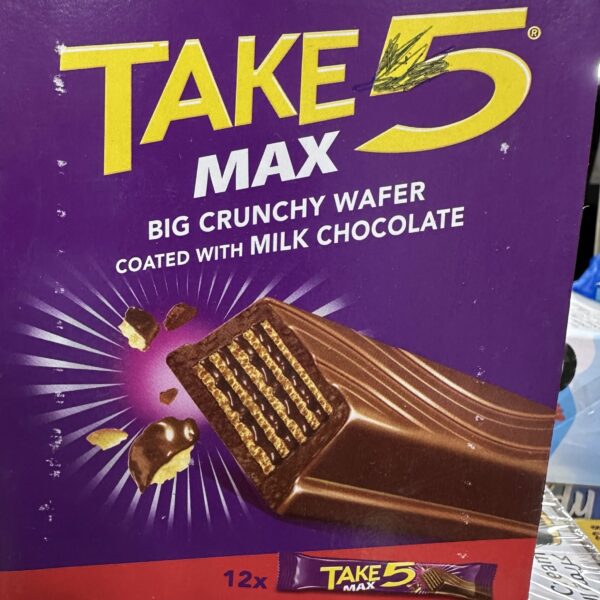 TAKE 5®
MAX
BIG CRUNCHY WAFER
COATED WITH MILK CHOCOLATE
12x
TAKE 5
MAX